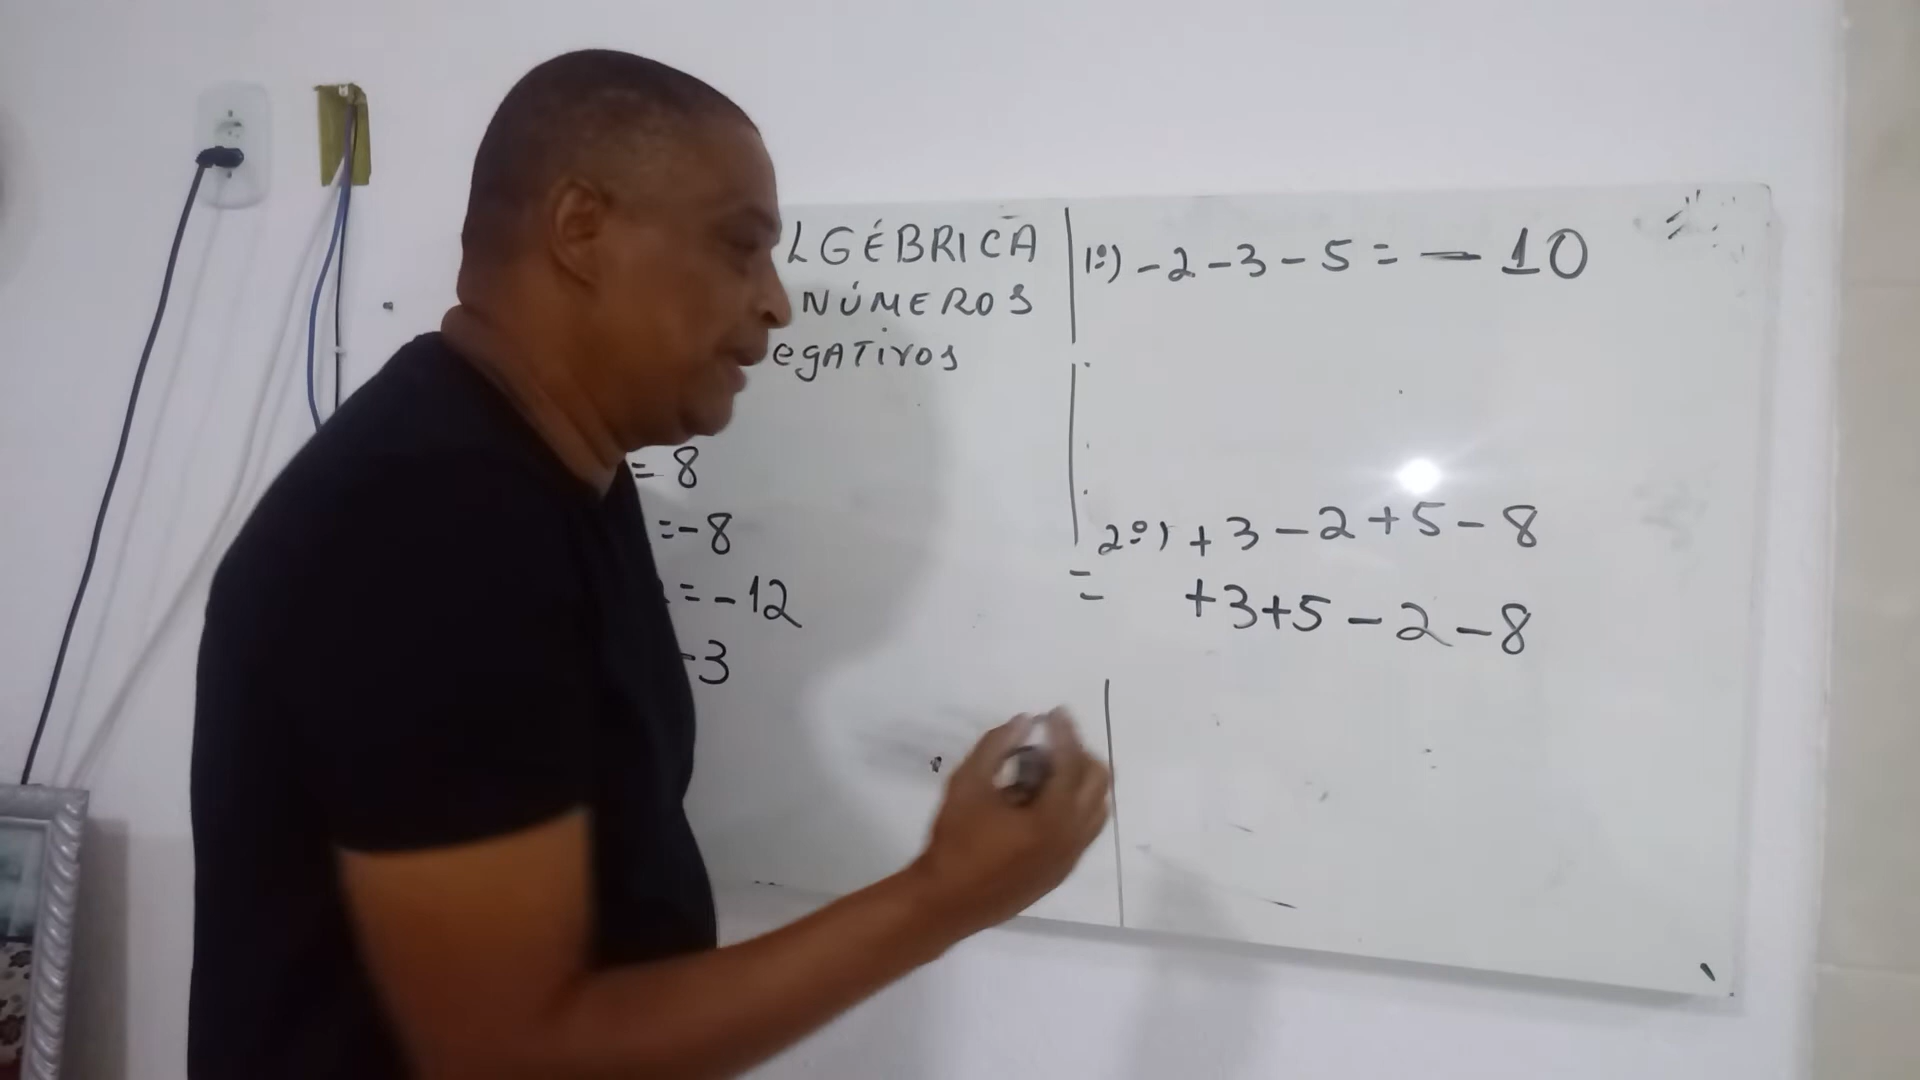 LGÉBRICA
NÚMEROS
egATivos
= 8
=-8
=-12
-3
1º) -2-3-5 = -10
2º) +3-2+5-8
= +3+5-2-8